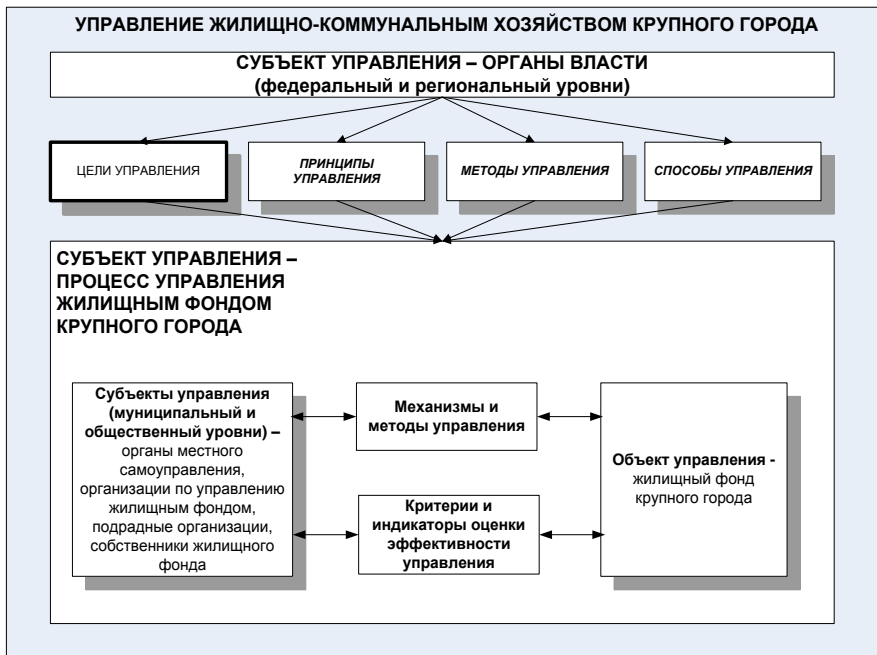 УПРАВЛЕНИЕ ЖИЛИЩНО-КОММУНАЛЬНЫМ ХОЗЯЙСТВОМ КРУПНОГО ГОРОДА
СУБЪЕКТ УПРАВЛЕНИЯ – ОРГАНЫ ВЛАСТИ
(федеральный и региональный уровни)
ЦЕЛИ УПРАВЛЕНИЯ
ПРИНЦИПЫ
УПРАВЛЕНИЯ
МЕТОДЫ УПРАВЛЕНИЯ
СПОСОБЫ УПРАВЛЕНИЯ
СУБЪЕКТ УПРАВЛЕНИЯ –
ПРОЦЕСС УПРАВЛЕНИЯ
ЖИЛИЩНЫМ ФОНДОМ
КРУПНОГО ГОРОДА
Субъекты управления
(муниципальный и
общественный уровни) –
органы местного
самоуправления,
организации по управлению
жилищным фондом,
подрадные организации,
собственники жилищного
фонда
Механизмы и
методы управления
Критерии и
индикаторы оценки
эффективности
управления
Объект управления -
жилищный фонд
крупного города